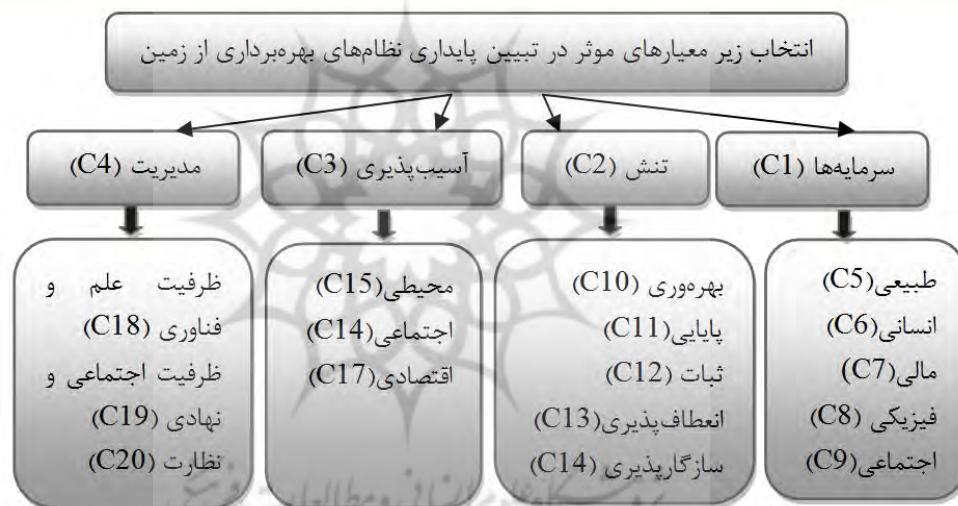 انتخاب زیر معیارهای موثر در تبیین پایداری نظام‌های بهره‌برداری از زمین
سرمایه‌ها (C1)
تنش (C2)
آسیب‌پذیری (C3)
مدیریت (C4)
طبیعی(C5)
انسانی(C6)
مالی(C7)
فیزیکی (C8)
اجتماعی(C9)
بهره‌وری (C10)
پایایی(C11)
ثبات (C12)
انعطاف‌پذیری(C13)
سازگارپذیری (C14)
محیطی(C15)
اجتماعی(C14)
اقتصادی(C17)
ظرفیت علم و
فناوری (C18)
ظرفیت اجتماعی و
نهادی (C19)
نظارت (C20)